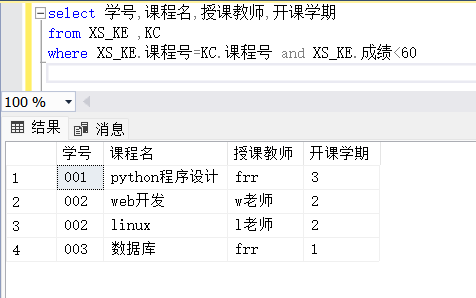 select 学号,课程名,授课教师,开课学期
from XS_KE ,KC
where XS_KE.课程号=KC.课程号 and XS_KE.成绩<60
100 %
结果 消息
学号 课程名 授课教师 开课学期
1 001 python程序设计 frr 3
2 002 web开发 w老师 2
3 002 linux l老师 2
4 003 数据库 frr 1